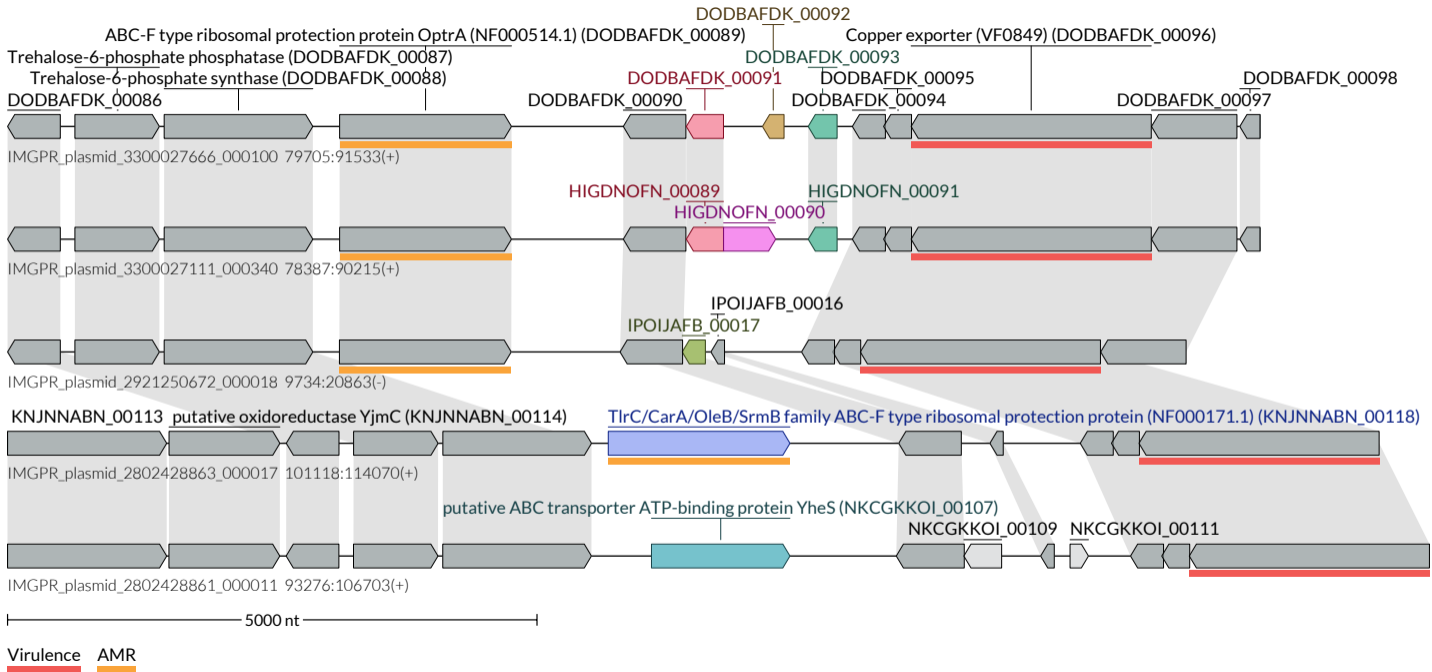 DODBAFDK_00092
ABC-F type ribosomal protection protein OptrA (NF000514.1) (DODBAFDK_00089) Copper exporter (VF0849) (DODBAFDK_00096)
Trehalose-6-phosphate phosphatase (DODBAFDK_00087) DODBAFDK_00093
Trehalose-6-phosphate synthase (DODBAFDK_00088) DODBAFDK_00091 DODBAFDK_00095 DODBAFDK_00098
DODBAFDK_00086 DODBAFDK_00090 DODBAFDK_00094 DODBAFDK_00097
IMGPR_plasmid_3300027666_000100 79705:91533(+)
HIGDNOFN_00089 HIGDNOFN_00091
HIGDNOFN_00090
IMGPR_plasmid_3300027111_000340 78387:90215(+)
IPOIJAFB_00016
IPOIJAFB_00017
IMGPR_plasmid_2921250672_000018 9734:20863(-)
KNJNNABN_00113 putative oxidoreductase YjmC (KNJNNABN_00114) TlrC/CarA/OleB/SrmB family ABC-F type ribosomal protection protein (NF000171.1) (KNJNNABN_00118)
IMGPR_plasmid_2802428863_000017 101118:114070(+)
putative ABC transporter ATP-binding protein YheS (NKCGKKOI_00107)
NKCGKKOI_00109 NKCGKKOI_00111
IMGPR_plasmid_2802428861_000011 93276:106703(+)
5000 nt
Virulence AMR